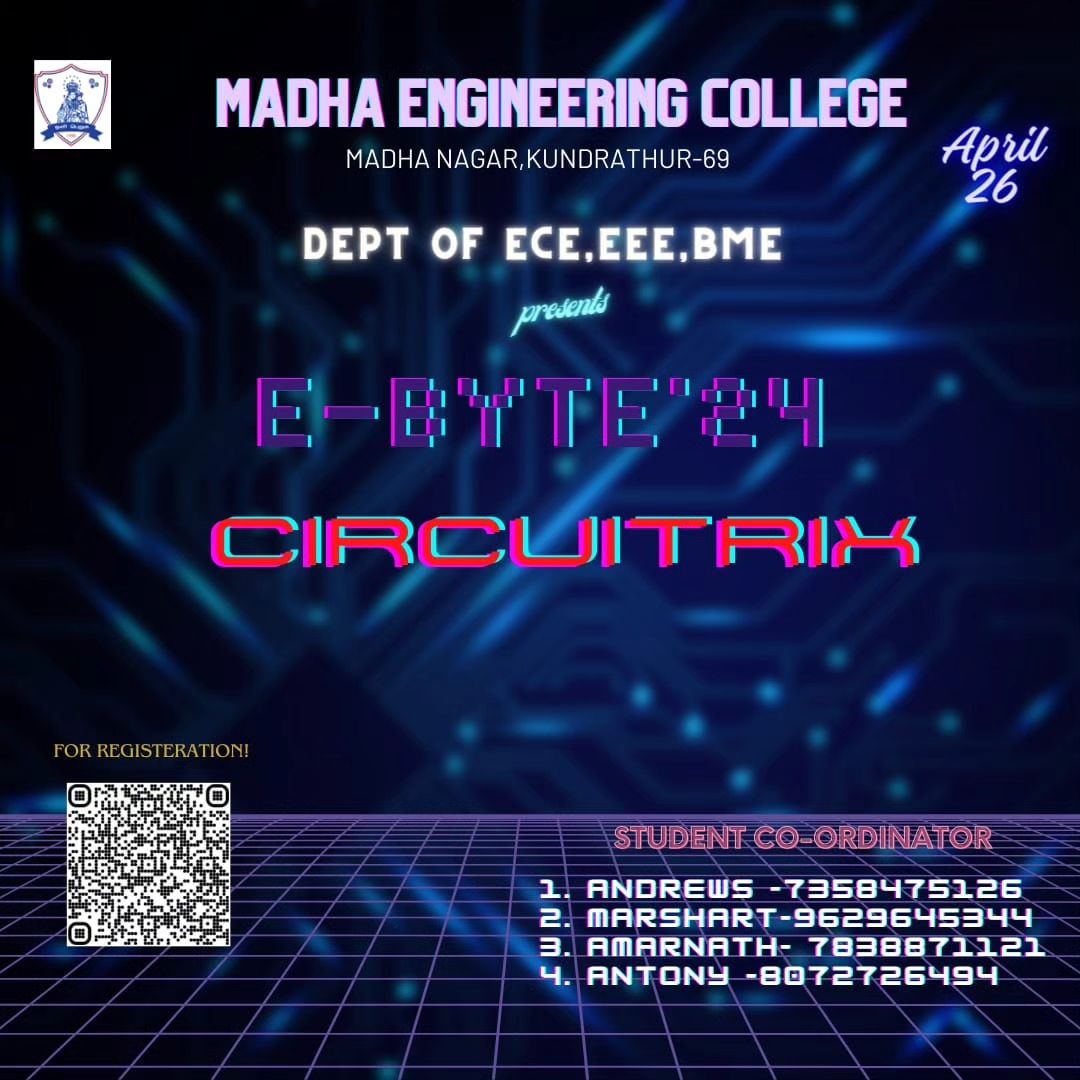 MADHA ENGINEERING COLLEGE
MADHA NAGAR,KUNDRATHUR-69
April
26
DEPT OF ECE,EEE,BME
presents
E-BYTE'24
CIRCUITRIX
FOR REGISTERATION!
STUDENT CO-ORDINATOR
1. ANDREWS -7358475126
2. MARSHART-9629645344
3. AMARNATH- 7838871121
4. ANTONY -8072726494